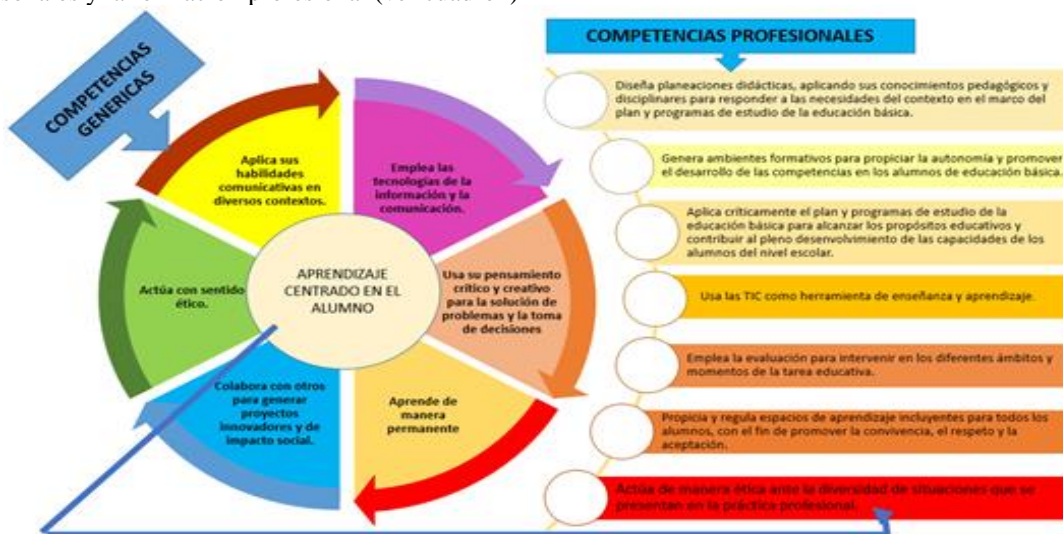 COMPETENCIAS
GENERICAS
COMPETENCIAS PROFESIONALES
Aplica sus
habilidades
comunicativas en
diversos contextos.
Emplea las
tecnologías de la
información y la
comunicación.
Usa su pensamiento
crítico y creativo
para la solución de
problemas y la toma
de decisiones
Aprende de
manera
permanente
Colabora con otros
para generar
proyectos
innovadores y de
impacto social.
Actúa con sentido
ético.
APRENDIZAJE
CENTRADO EN EL
ALUMNO
Diseña planeaciones didácticas, aplicando sus conocimientos pedagógicos y
disciplinares para responder a las necesidades del contexto en el marco del
plan y programas de estudio de la educación básica.
Genera ambientes formativos para propiciar la autonomía y promover
el desarrollo de las competencias en los alumnos de educación básica.
Aplica críticamente el plan y programas de estudio de la
educación básica para alcanzar los propósitos educativos y
contribuir al pleno desenvolvimiento de las capacidades de los
alumnos del nivel escolar.
Usa las TIC como herramienta de enseñanza y aprendizaje.
Emplea la evaluación para intervenir en los diferentes ámbitos y
momentos de la tarea educativa.
Propicia y regula espacios de aprendizaje incluyentes para todos los
alumnos, con el fin de promover la convivencia, el respeto y la
aceptación.
Actúa de manera ética ante la diversidad de situaciones que se
presentan en la práctica profesional.